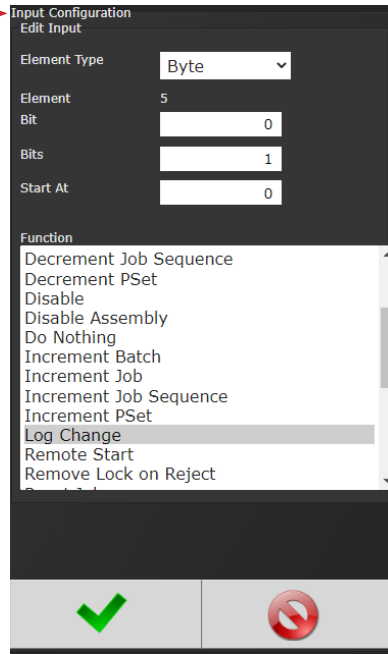 Input Configuration
Edit Input
Element Type Byte
Element 5
Bit 0
Bits 1
Start At 0
Function
Decrement Job Sequence
Decrement PSet
Disable
Disable Assembly
Do Nothing
Increment Batch
Increment Job
Increment Job Sequence
Increment PSet
Log Change
Remote Start
Remove Lock on Reject